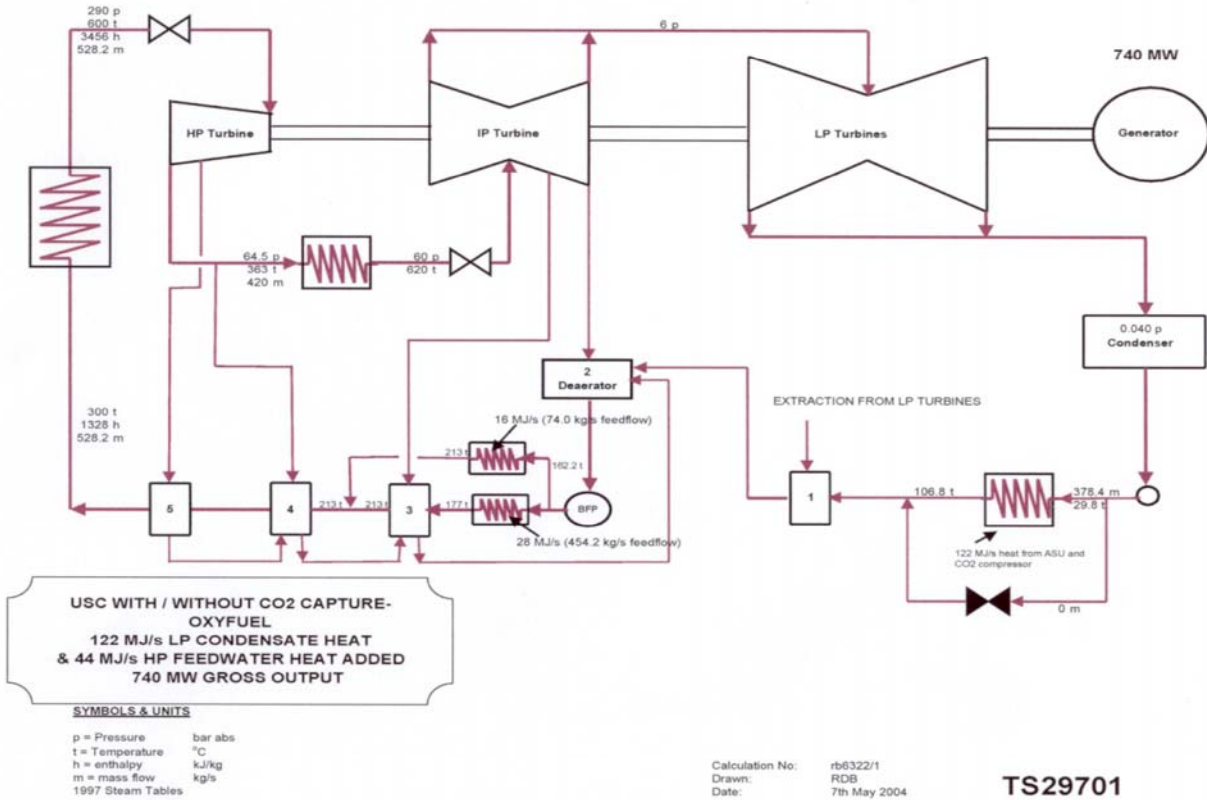 290 p
600 t
3456 h
528.2 m
6 p
740 MW
HP Turbine
IP Turbine
LP Turbines
Generator
64.5 p
363 t
420 m
60 p
620 t
0.040 p
Condenser
2
Deaerator
EXTRACTION FROM LP TURBINES
300 t
1328 h
528.2 m
16 MJ/s (74.0 kg/s feedflow)
213 t
162.2 t
5
4
213 t
213 t
3
177 t
BFP
28 MJ/s (454.2 kg/s feedflow)
1
106.8 t
378.4 m
29.8 t
122 MJ/s heat from ASU and
CO2 compressor
0 m
USC WITH / WITHOUT CO2 CAPTURE-
OXYFUEL
122 MJ/s LP CONDENSATE HEAT
& 44 MJ/s HP FEEDWATER HEAT ADDED
740 MW GROSS OUTPUT
SYMBOLS & UNITS
p = Pressure bar abs
t = Temperature °C
h = enthalpy kJ/kg
m = mass flow kg/s
1997 Steam Tables
Calculation No: rb6322/1
Drawn: RDB
Date: 7th May 2004
TS29701